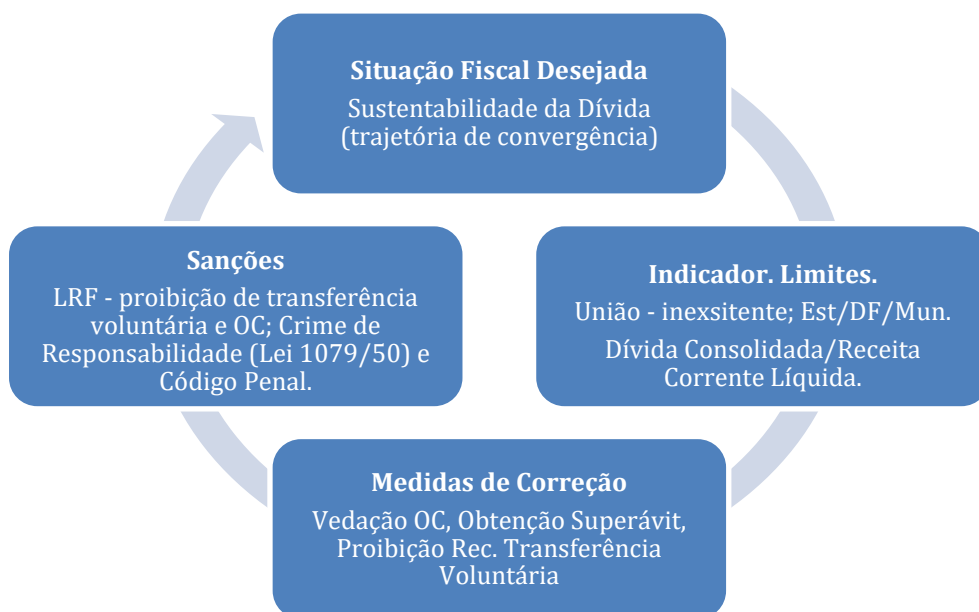 Situação Fiscal Desejada
Sustentabilidade da Dívida
(trajetória de convergência)
Indicador. Limites.
União - inexsitente; Est/DF/Mun.
Dívida Consolidada/Receita
Corrente Líquida.
Medidas de Correção
Vedação OC, Obtenção Superávit,
Proibição Rec. Transferência
Voluntária
Sanções
LRF - proibição de transferência
voluntária e OC; Crime de
Responsabilidade (Lei 1079/50) e
Código Penal.